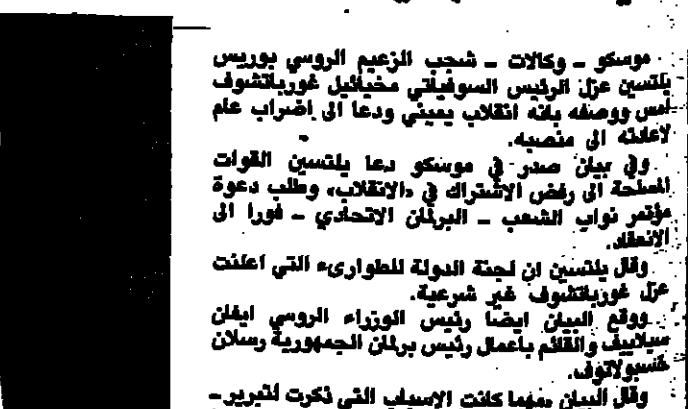 موسكو ـ وكالات ـ شجب الزعيم الروسي بوريس
يلتسين عزل الرئيس السوفياتي مخيائيل غورباتشوف
امس ووصفه بانه انقلاب يميني ودعا الى اضراب عام
لاعادته الى منصبه.
وفي بيان صدر في موسكو دعا يلتسين القوات
المسلحة الى رفض الاشتراك في «الانقلاب» وطلب دعوة
مؤتمر نواب الشعب ـ البرلمان الاتحادي ـ فورا الى
الانعقاد.
وقال يلتسين ان لجنة الدولة للطوارىء التي اعلنت
عزل غورباتشوف غير شرعية.
ووقع البيان ايضا رئيس الوزراء الروسي ايفان
سيلاييف والقائم باعمال رئيس برلمان الجمهورية رسلان
خسبولاتوف.
وقال البيان «مهما كانت الاسباب التي ذكرت لتبرير ـ